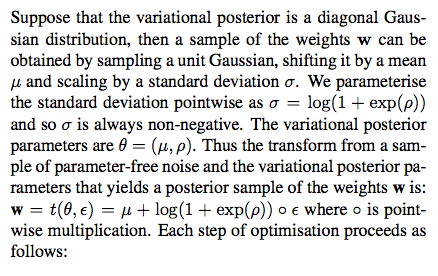 Suppose that the variational posterior is a diagonal Gaus-
sian distribution, then a sample of the weights w can be
obtained by sampling a unit Gaussian, shifting it by a mean
μ and scaling by a standard deviation σ. We parameterise
the standard deviation pointwise as σ = log(1 + exp(ρ))
and so σ is always non-negative. The variational posterior
parameters are θ = (μ, ρ). Thus the transform from a sam-
ple of parameter-free noise and the variational posterior pa-
rameters that yields a posterior sample of the weights w is:
w = t(θ, ϵ) = μ + log(1 + exp(ρ)) ∘ ϵ where ∘ is point-
wise multiplication. Each step of optimisation proceeds as
follows: